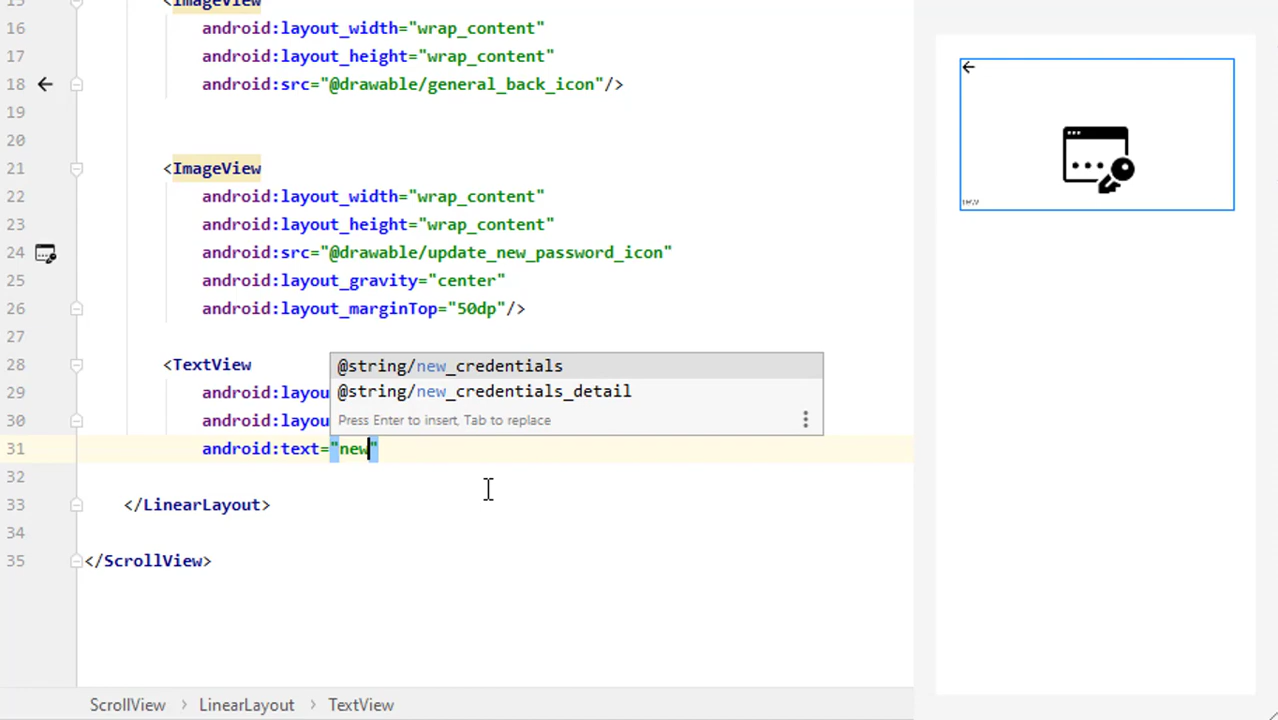 15 <ImageView
16 android:layout_width="wrap_content"
17 android:layout_height="wrap_content"
18 android:src="@drawable/general_back_icon"/>
19
20
21 <ImageView
22 android:layout_width="wrap_content"
23 android:layout_height="wrap_content"
24 android:src="@drawable/update_new_password_icon"
25 android:layout_gravity="center"
26 android:layout_marginTop="50dp"/>
27
28 <TextView
@string/new_credentials
29 android:layou
@string/new_credentials_detail
30 android:layou
Press Enter to insert, Tab to replace
31 android:text="new"
32
33 </LinearLayout>
34
35 </ScrollView>
ScrollView > LinearLayout > TextView